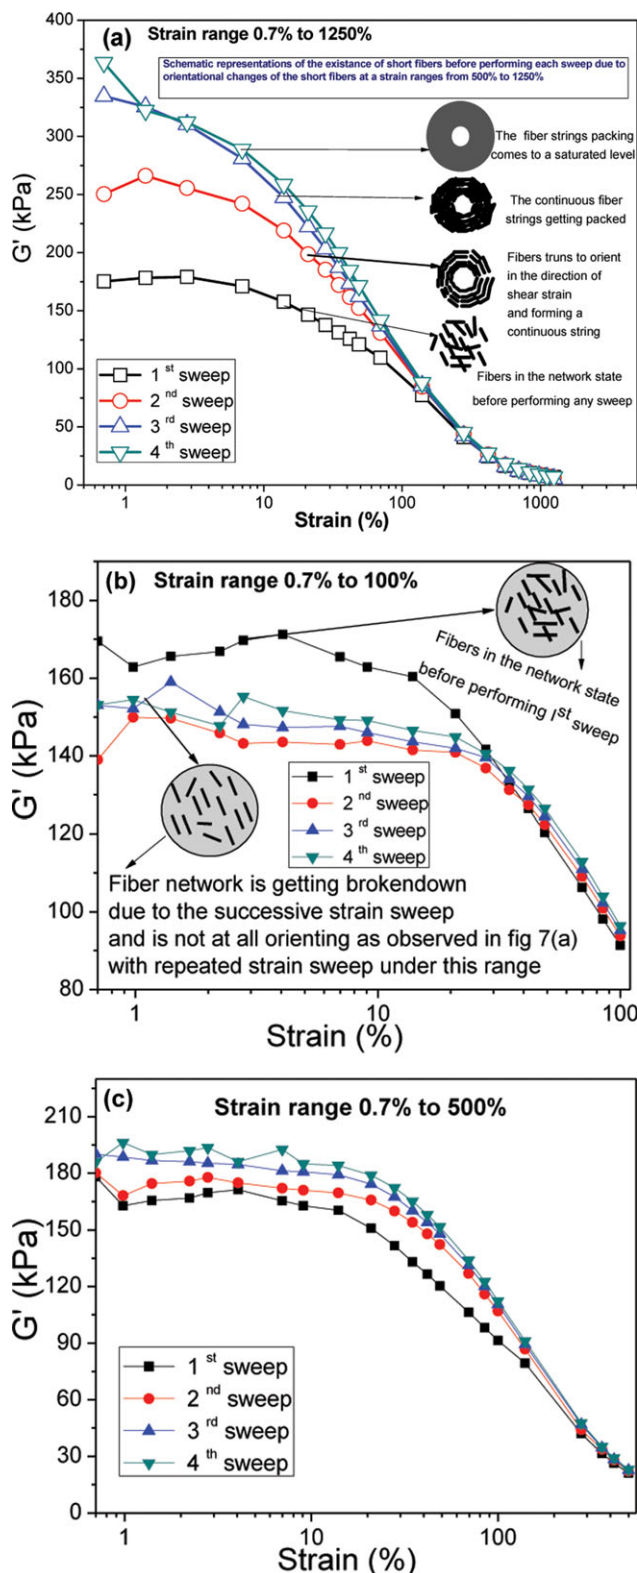 (a) Strain range 0.7% to 1250%
Schematic representations of the existance of short fibers before performing each sweep due to
orientational changes of the short fibers at a strain ranges from 500% to 1250%
The fiber strings packing
comes to a saturated level
The continuous fiber
strings getting packed
Fibers truns to orient
in the direction of
shear strain
and forming a
continuous string
Fibers in the network state
before performing any sweep
1 st sweep
2 nd sweep
3 rd sweep
4 th sweep
G' (kPa)
400
350
300
250
200
150
100
50
0
1 10 100 1000
Strain (%)
(b) Strain range 0.7% to 100%
Fibers in the network state
before performing Ist sweep
1 st sweep
2 nd sweep
3 rd sweep
4 th sweep
Fiber network is getting brokendown
due to the successive strain sweep
and is not at all orienting as observed in fig 7(a)
with repeated strain sweep under this range
G' (kPa)
180
160
140
120
100
80
1 10 100
Strain (%)
(c)
Strain range 0.7% to 500%
1 st sweep
2 nd sweep
3 rd sweep
4 th sweep
G' (kPa)
210
180
150
120
90
60
30
0
1 10 100
Strain (%)